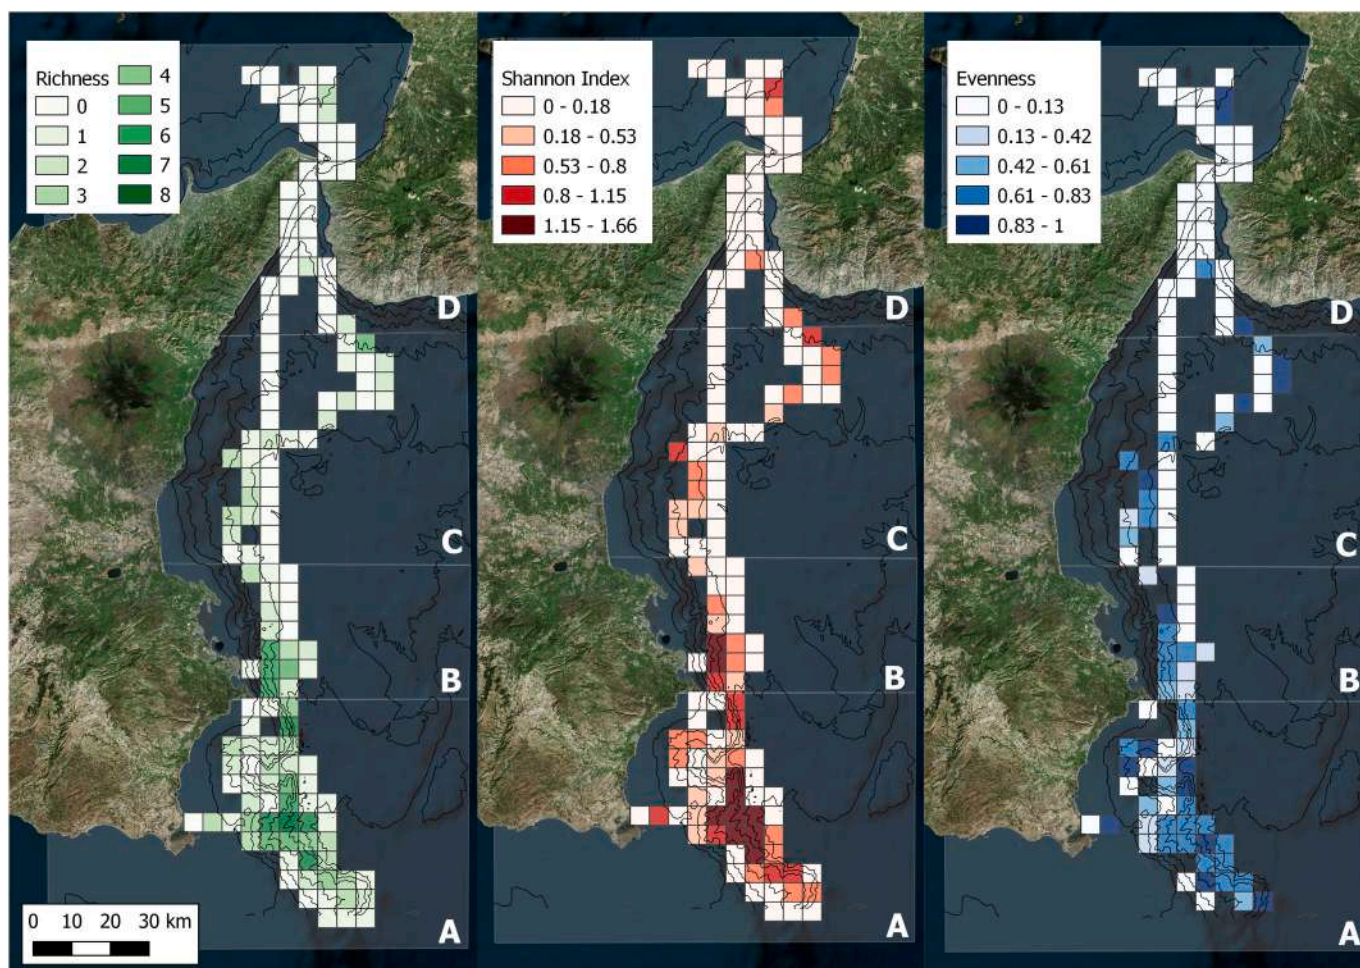 Richness
0
1
2
3
4
5
6
7
8
D
C
B
A
0 10 20 30 km
Shannon Index
0 - 0.18
0.18 - 0.53
0.53 - 0.8
0.8 - 1.15
1.15 - 1.66
D
C
B
A
Evenness
0 - 0.13
0.13 - 0.42
0.42 - 0.61
0.61 - 0.83
0.83 - 1
D
C
B
A